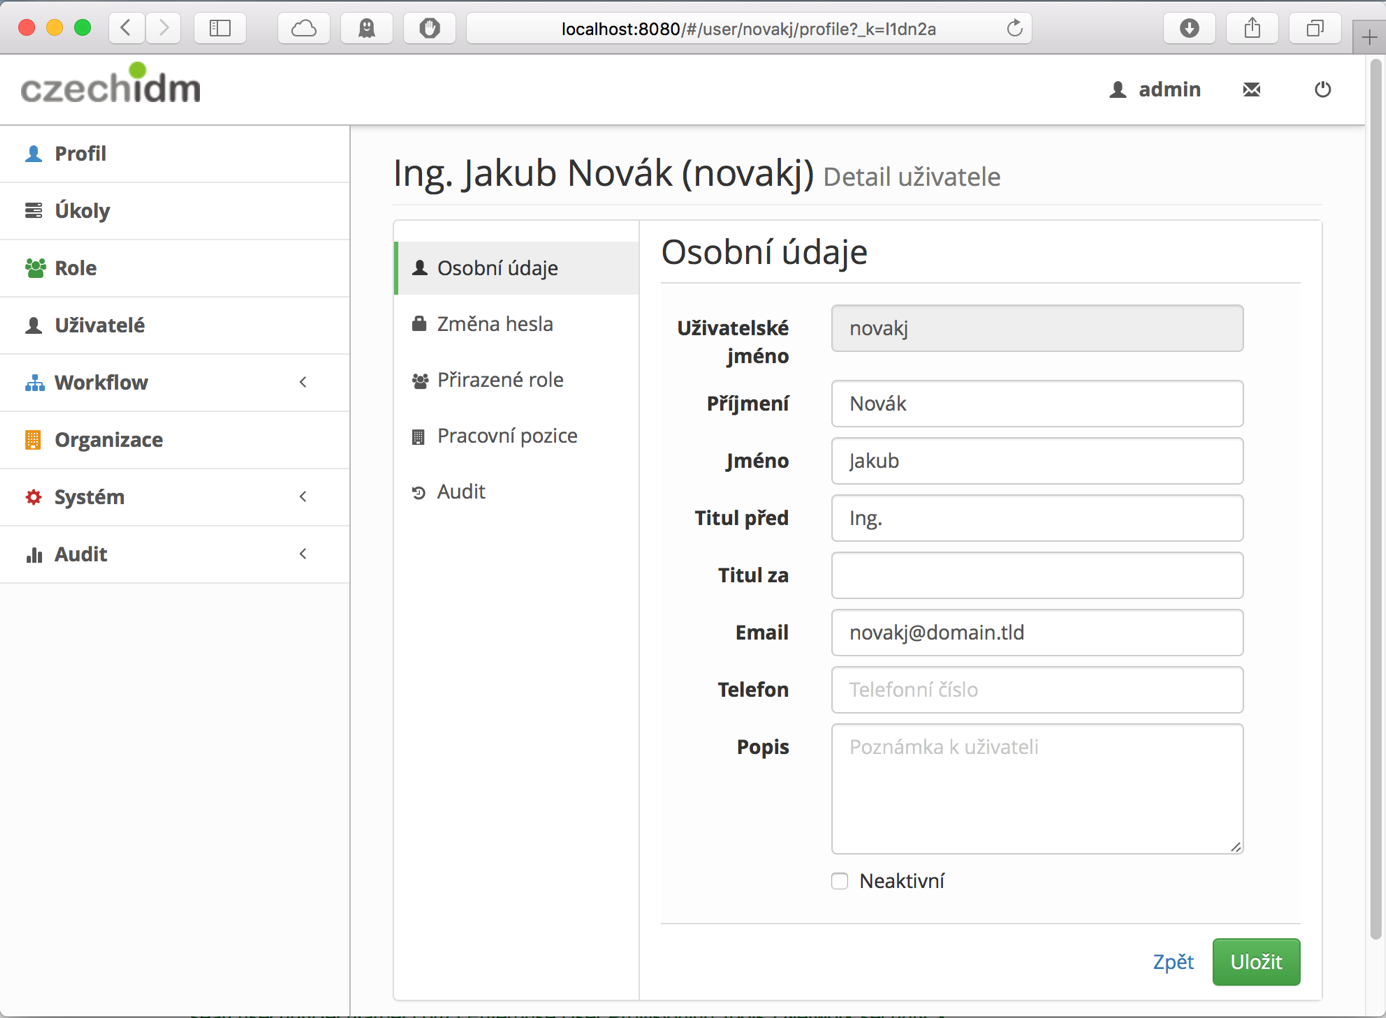 localhost:8080/#/user/novakj/profile?_k=l1dn2a
czechidm
admin
Profil
Úkoly
Role
Uživatelé
Workflow
Organizace
Systém
Audit
Ing. Jakub Novák (novakj) Detail uživatele
Osobní údaje
Změna hesla
Přirazené role
Pracovní pozice
Audit
Osobní údaje
Uživatelské
jméno
novakj
Příjmení
Novák
Jméno
Jakub
Titul před
Ing.
Titul za
Email
novakj@domain.tld
Telefon
Telefonní číslo
Popis
Poznámka k uživateli
Neaktivní
Zpět
Uložit